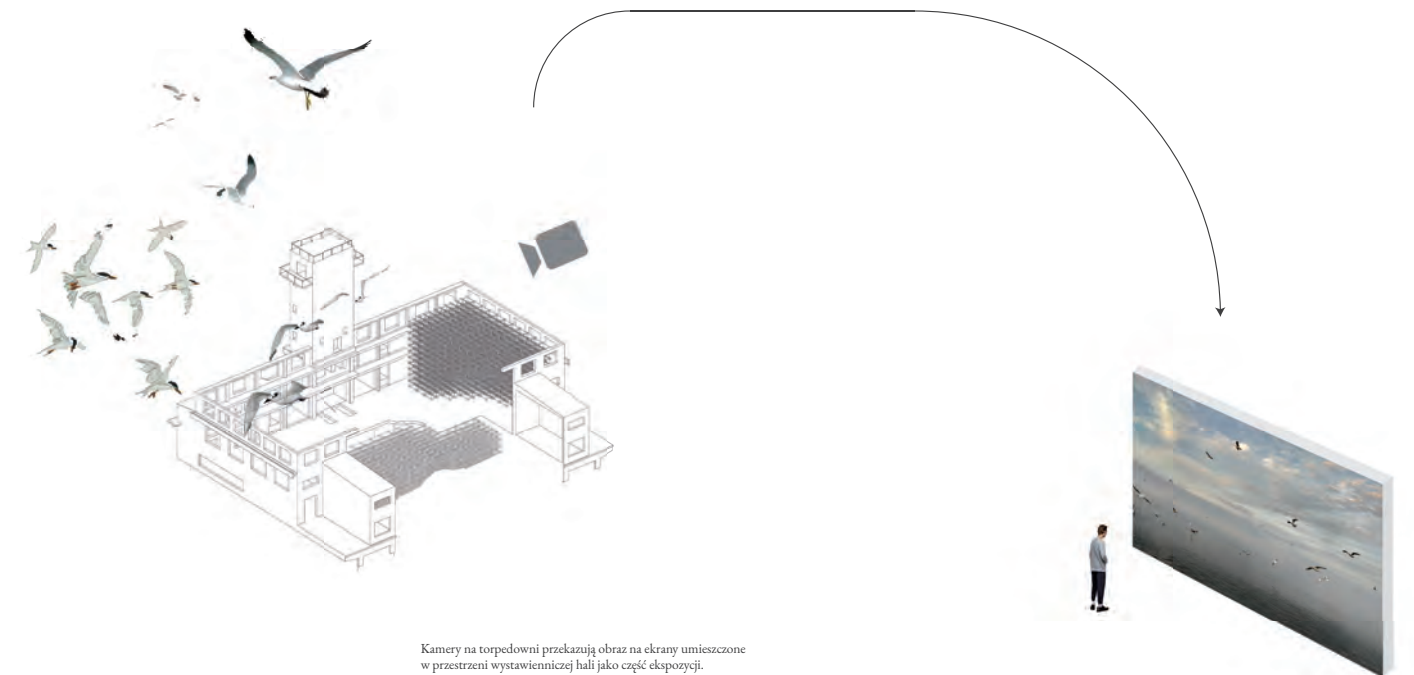 Kamery na torpedowni przekazują obraz na ekrany umieszczone
w przestrzeni wystawienniczej hali jako część ekspozycji.